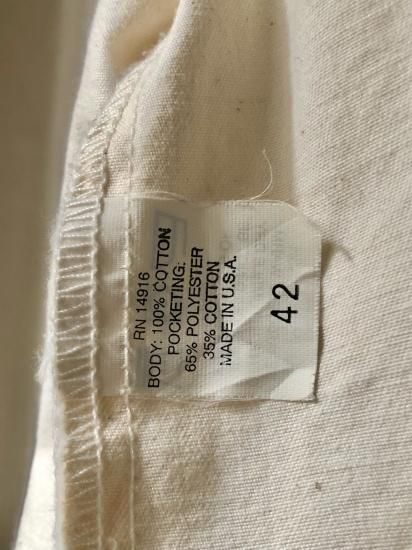 RN 14916
BODY: 100% COTTON
POCKETING:
65% POLYESTER
35% COTTON
MADE IN U.S.A.
42